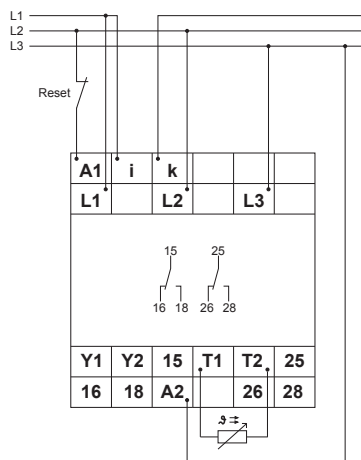 L1
L2
L3
Reset
A1 i k
L1 L2 L3
15 25
16 18 26 28
Y1 Y2 15 T1 T2 25
16 18 A2 26 28
ϑ